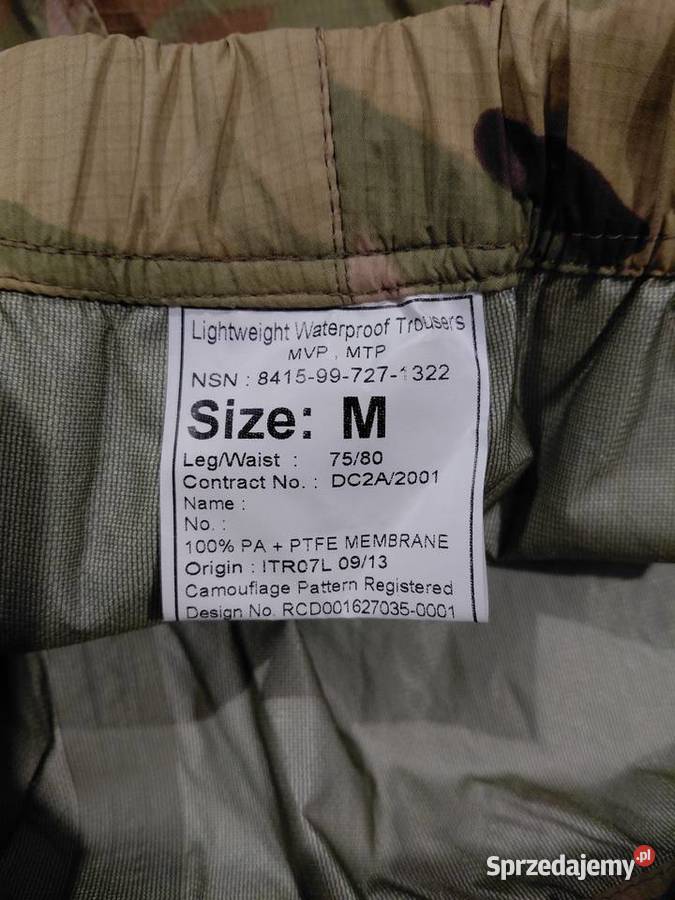 Lightweight Waterproof Trousers
MVP , MTP
NSN : 8415-99-727-1322
Size: M
Leg/Waist : 75/80
Contract No. : DC2A/2001
Name :
No. :
100% PA + PTFE MEMBRANE
Origin : ITR07L 09/13
Camouflage Pattern Registered
Design No. RCD001627035-0001
Sprzedajemy.pl